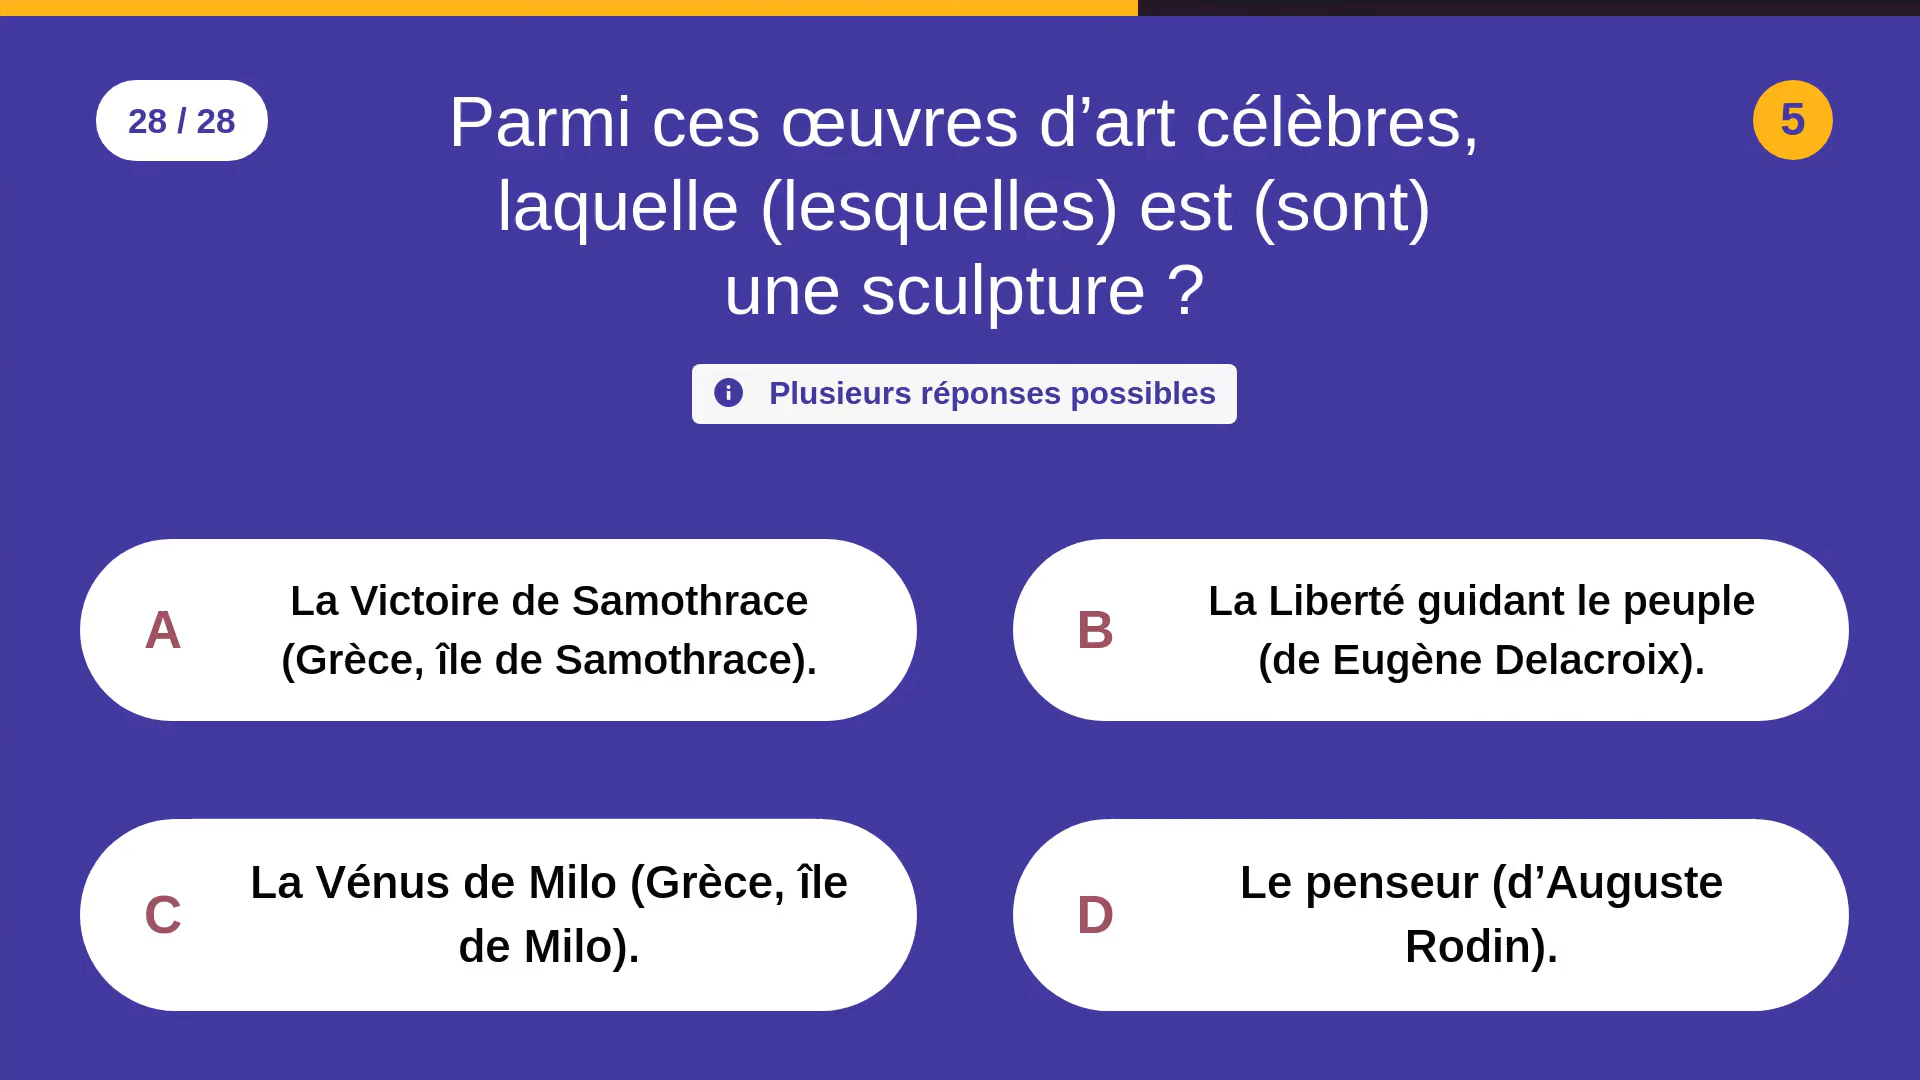 28 / 28
Parmi ces œuvres d’art célèbres,
laquelle (lesquelles) est (sont)
une sculpture ?
5
Plusieurs réponses possibles
A
La Victoire de Samothrace
(Grèce, île de Samothrace).
B
La Liberté guidant le peuple
(de Eugène Delacroix).
C
La Vénus de Milo (Grèce, île
de Milo).
D
Le penseur (d’Auguste
Rodin).